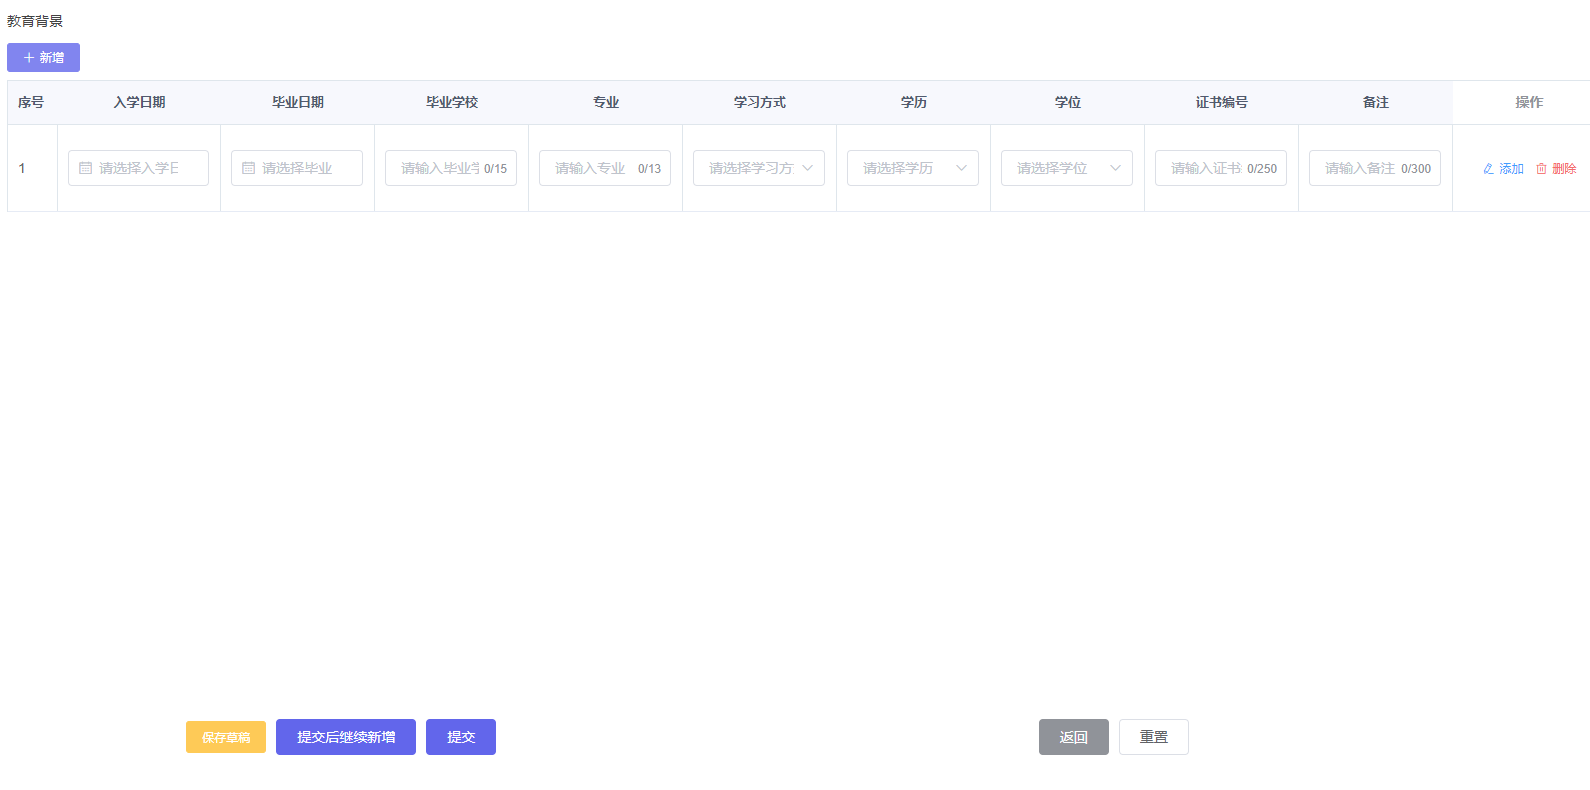 教育背景
新增
序号 入学日期 毕业日期 毕业学校 专业 学习方式 学历 学位 证书编号 备注 操作
1 请选择入学日 请选择毕业 请输入毕业学 0/15 请输入专业 0/13 请选择学习方 请选择学历 请选择学位 请输入证书 0/250 请输入备注 0/300 添加 删除
保存草稿 提交后继续新增 提交 返回 重置